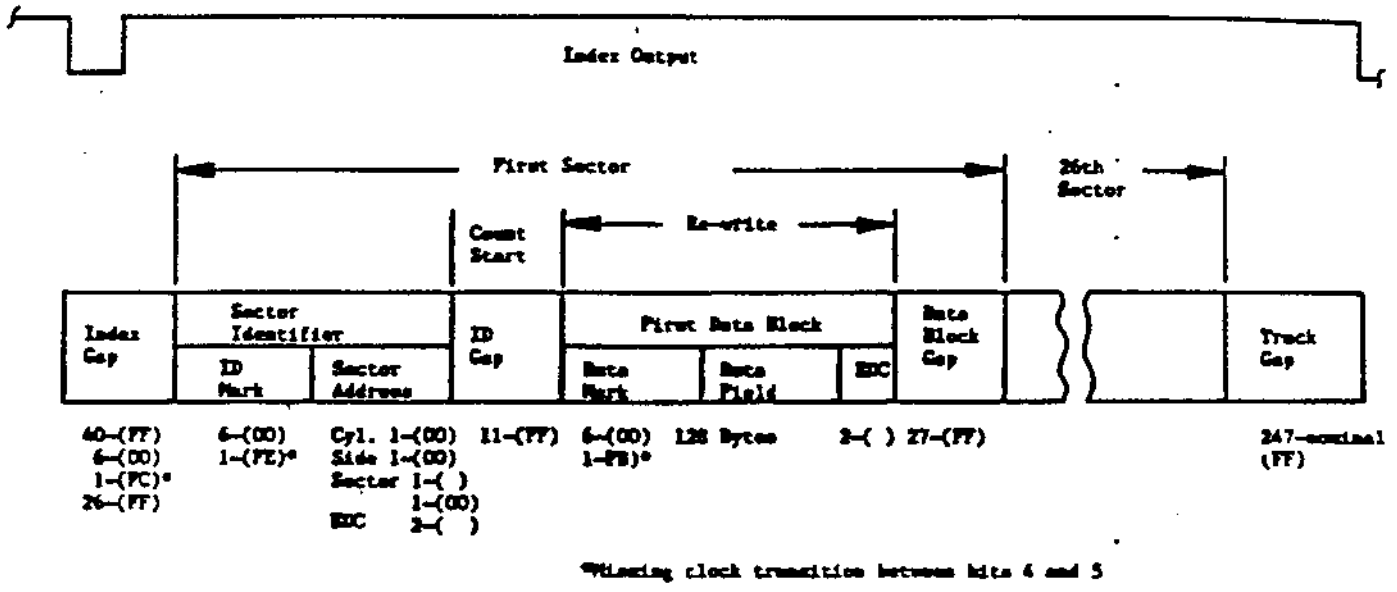 Index Output
First Sector
26th
Sector
Count
Start
Re-write
Index
Gap
Sector
Identifier
ID
Mark
Sector
Address
ID
Gap
First Data Block
Data
Mark
Data
Field
EDC
Data
Block
Gap
Track
Gap
40-(FF)
6-(00)
1-(FC)*
26-(FF)
6-(00)
1-(FE)*
Cyl. 1-(00)
Side 1-(00)
Sector 1-( )
1-(00)
EDC 2-( )
11-(FF)
6-(00)
1-FB)*
128 Bytes
2-( )
27-(FF)
247-nominal
(FF)
*Missing clock transition between bits 4 and 5